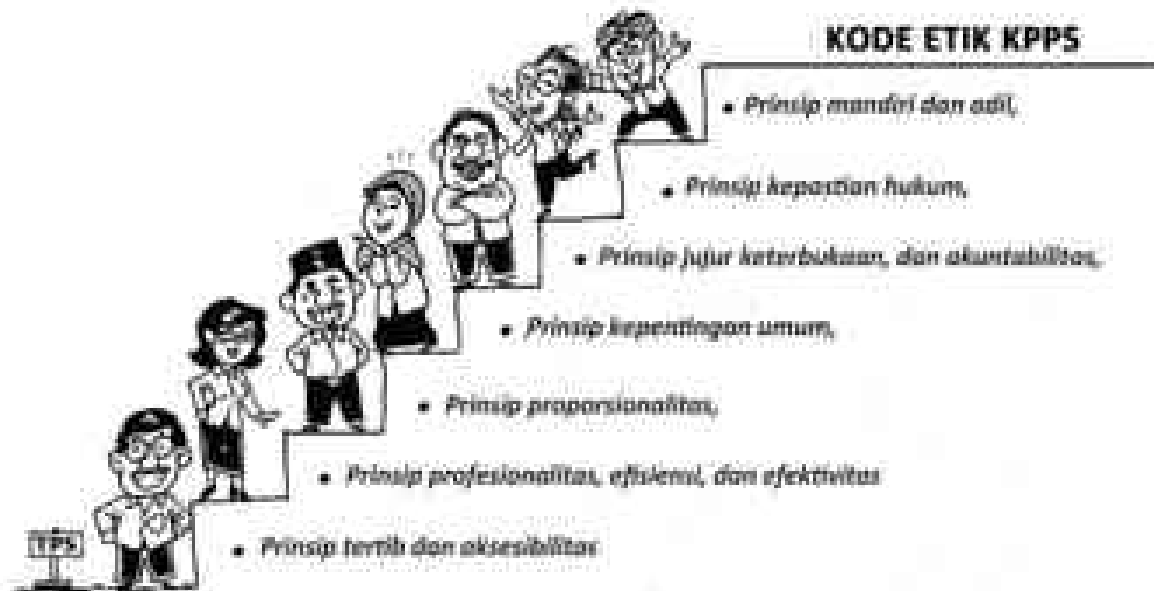 KODE ETIK KPPS
• Prinsip mandiri dan adil,
• Prinsip kepastian hukum,
• Prinsip jujur keterbukaan, dan akuntabilitas,
• Prinsip kepentingan umum,
• Prinsip proporsionalitas,
• Prinsip profesionalitas, efisiensi, dan efektivitas
• Prinsip tertib dan aksesibilitas
TPS